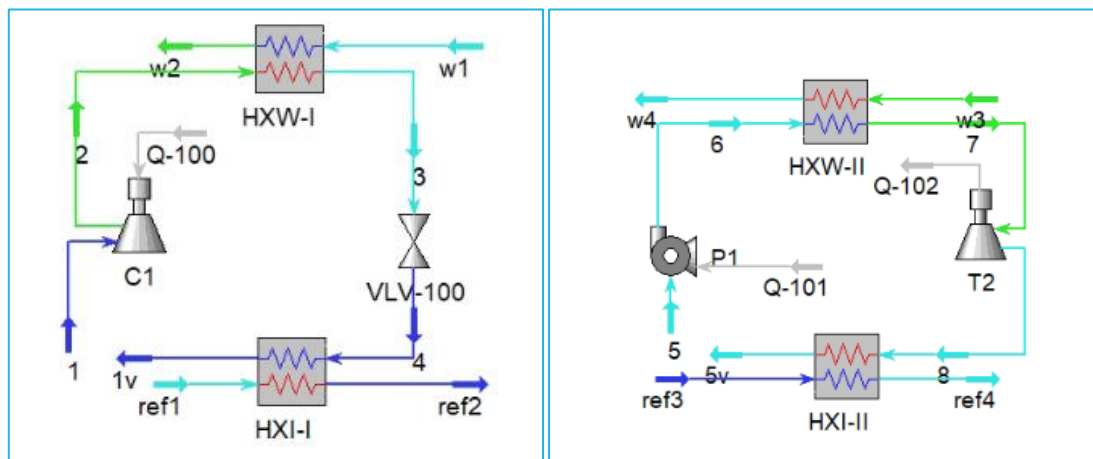 w2
w1
HXW-I
2
Q-100
3
C1
VLV-100
1
1v
4
ref1
ref2
HXI-I
w4
w3
6
7
HXW-II
Q-102
P1
Q-101
T2
5
5v
8
ref3
ref4
HXI-II